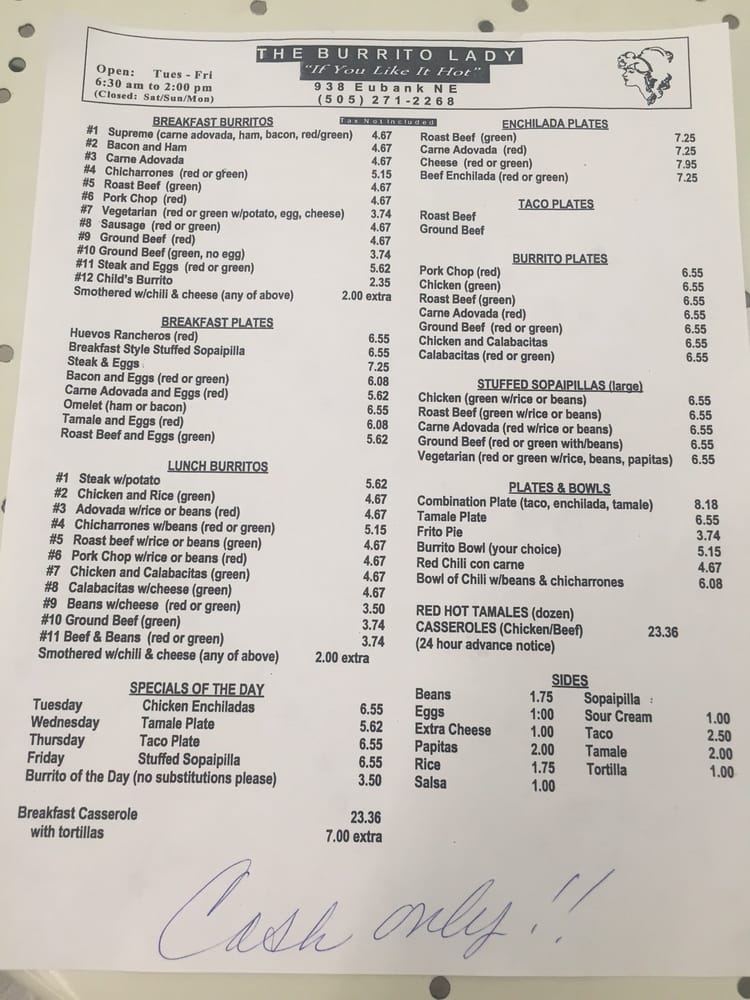 THE BURRITO LADY
"If You Like It Hot"
938 Eubank NE
(505) 271-2268
Open: Tues - Fri
6:30 am to 2:00 pm
(Closed: Sat/Sun/Mon)
Tax Not Included
BREAKFAST BURRITOS
#1 Supreme (carne adovada, ham, bacon, red/green) 4.67
#2 Bacon and Ham 4.67
#3 Carne Adovada 4.67
#4 Chicharrones (red or green) 5.15
#5 Roast Beef (green) 4.67
#6 Pork Chop (red) 4.67
#7 Vegetarian (red or green w/potato, egg, cheese) 3.74
#8 Sausage (red or green) 4.67
#9 Ground Beef (red) 4.67
#10 Ground Beef (green, no egg) 3.74
#11 Steak and Eggs (red or green) 5.62
#12 Child's Burrito 2.35
Smothered w/chili & cheese (any of above) 2.00 extra
BREAKFAST PLATES
Huevos Rancheros (red) 6.55
Breakfast Style Stuffed Sopaipilla 6.55
Steak & Eggs 7.25
Bacon and Eggs (red or green) 6.08
Carne Adovada and Eggs (red) 5.62
Omelet (ham or bacon) 6.55
Tamale and Eggs (red) 6.08
Roast Beef and Eggs (green) 5.62
LUNCH BURRITOS
#1 Steak w/potato 5.62
#2 Chicken and Rice (green) 4.67
#3 Adovada w/rice or beans (red) 4.67
#4 Chicharrones w/beans (red or green) 5.15
#5 Roast beef w/rice or beans (green) 4.67
#6 Pork Chop w/rice or beans (red) 4.67
#7 Chicken and Calabacitas (green) 4.67
#8 Calabacitas w/cheese (green) 4.67
#9 Beans w/cheese (red or green) 3.50
#10 Ground Beef (green) 3.74
#11 Beef & Beans (red or green) 3.74
Smothered w/chili & cheese (any of above) 2.00 extra
SPECIALS OF THE DAY
Tuesday Chicken Enchiladas 6.55
Wednesday Tamale Plate 5.62
Thursday Taco Plate 6.55
Friday Stuffed Sopaipilla 6.55
Burrito of the Day (no substitutions please) 3.50
Breakfast Casserole 23.36
with tortillas 7.00 extra
ENCHILADA PLATES
Roast Beef (green) 7.25
Carne Adovada (red) 7.25
Cheese (red or green) 7.95
Beef Enchilada (red or green) 7.25
TACO PLATES
Roast Beef
Ground Beef
BURRITO PLATES
Pork Chop (red) 6.55
Chicken (green) 6.55
Roast Beef (green) 6.55
Carne Adovada (red) 6.55
Ground Beef (red or green) 6.55
Chicken and Calabacitas 6.55
Calabacitas (red or green) 6.55
STUFFED SOPAIPILLAS (large)
Chicken (green w/rice or beans) 6.55
Roast Beef (green w/rice or beans) 6.55
Carne Adovada (red w/rice or beans) 6.55
Ground Beef (red or green with/beans) 6.55
Vegetarian (red or green w/rice, beans, papitas) 6.55
PLATES & BOWLS
Combination Plate (taco, enchilada, tamale) 8.18
Tamale Plate 6.55
Frito Pie 3.74
Burrito Bowl (your choice) 5.15
Red Chili con carne 4.67
Bowl of Chili w/beans & chicharrones 6.08
RED HOT TAMALES (dozen)
CASSEROLES (Chicken/Beef) 23.36
(24 hour advance notice)
SIDES
Beans 1.75 Sopaipilla :
Eggs 1:00 Sour Cream 1.00
Extra Cheese 1.00 Taco 2.50
Papitas 2.00 Tamale 2.00
Rice 1.75 Tortilla 1.00
Salsa 1.00
Cash only!!